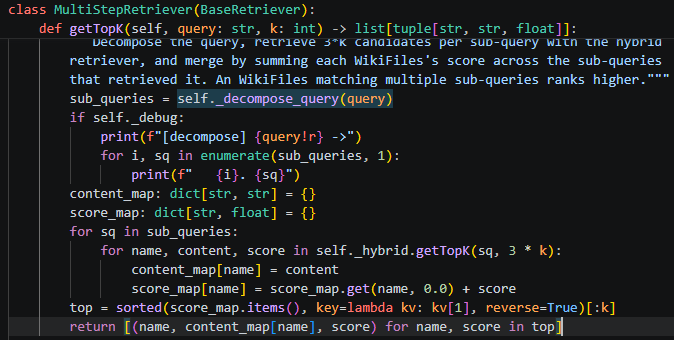 class MultiStepRetriever(BaseRetriever):
    def getTopK(self, query: str, k: int) -> list[tuple[str, str, float]]:
        Decompose the query, retrieve 3*k candidates per sub-query with the hybrid
        retriever, and merge by summing each WikiFiles's score across the sub-queries
        that retrieved it. An WikiFiles matching multiple sub-queries ranks higher."""
        sub_queries = self._decompose_query(query)
        if self._debug:
            print(f"[decompose] {query!r} ->")
            for i, sq in enumerate(sub_queries, 1):
                print(f"   {i}. {sq}")
        content_map: dict[str, str] = {}
        score_map: dict[str, float] = {}
        for sq in sub_queries:
            for name, content, score in self._hybrid.getTopK(sq, 3 * k):
                content_map[name] = content
                score_map[name] = score_map.get(name, 0.0) + score
        top = sorted(score_map.items(), key=lambda kv: kv[1], reverse=True)[:k]
        return [(name, content_map[name], score) for name, score in top]